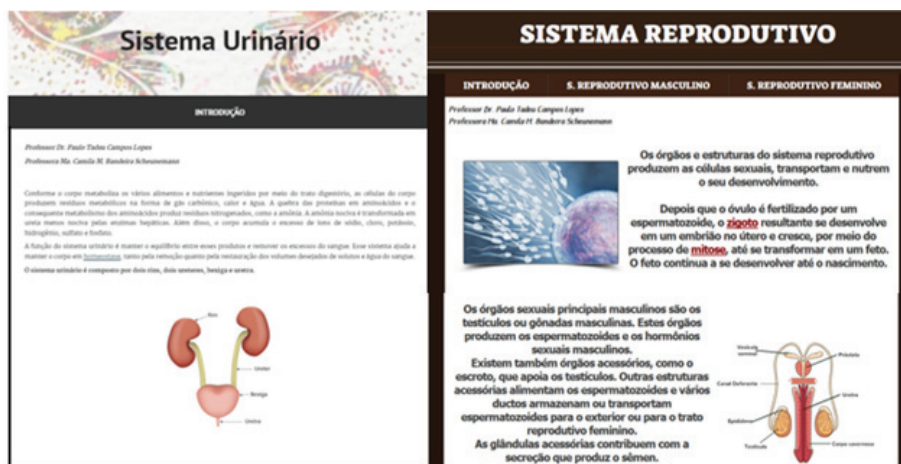 Sistema Urinário
INTRODUÇÃO
Professor Dr. Paulo Tadeu Campos Lopes
Professora Ma. Camila M. Bandeira Scheunemann
Conforme o corpo metaboliza os vários alimentos e nutrientes ingeridos por meio do trato digestório, as células do corpo
produzem resíduos metabólicos na forma de gás carbônico, calor e água. A quebra das proteínas em aminoácidos e o
consequente metabolismo dos aminoácidos produz resíduos nitrogenados, como a amônia. A amônia nociva é transformada em
ureia menos nociva pelas enzimas hepáticas. Além disso, o corpo acumula o excesso de íons de sódio, cloro, potássio,
hidrogênio, sulfato e fosfato.
A função do sistema urinário é manter o equilíbrio entre esses produtos e remover os excessos do sangue. Esse sistema ajuda a
manter o corpo em homeostase, tanto pela remoção quanto pela restauração dos volumes desejados de solutos e água do sangue.
O sistema urinário é composto por dois rins, dois ureteres, bexiga e uretra.
Rins
Ureter
Bexiga
Uretra
SISTEMA REPRODUTIVO
INTRODUÇÃO S. REPRODUTIVO MASCULINO S. REPRODUTIVO FEMININO
Professor Dr. Paulo Tadeu Campos Lopes
Professora Ma. Camila M. Bandeira Scheunemann
Os órgãos e estruturas do sistema reprodutivo
produzem as células sexuais, transportam e nutrem
o seu desenvolvimento.
Depois que o óvulo é fertilizado por um
espermatozoide, o zigoto resultante se desenvolve
em um embrião no útero e cresce, por meio do
processo de mitose, até se transformar em um feto.
O feto continua a se desenvolver até o nascimento.
Os órgãos sexuais principais masculinos são os
testículos ou gônadas masculinas. Estes órgãos
produzem os espermatozoides e os hormônios
sexuais masculinos.
Existem também órgãos acessórios, como o
escroto, que apoia os testículos. Outras estruturas
acessórias alimentam os espermatozoides e vários
ductos armazenam ou transportam
espermatozoides para o exterior ou para o trato
reprodutivo feminino.
As glândulas acessórias contribuem com a
secreção que produz o sêmen.
Vesícula
seminal
Próstata
Canal Deferente
Uretra
Epidídimo
Testículo
Corpo cavernoso